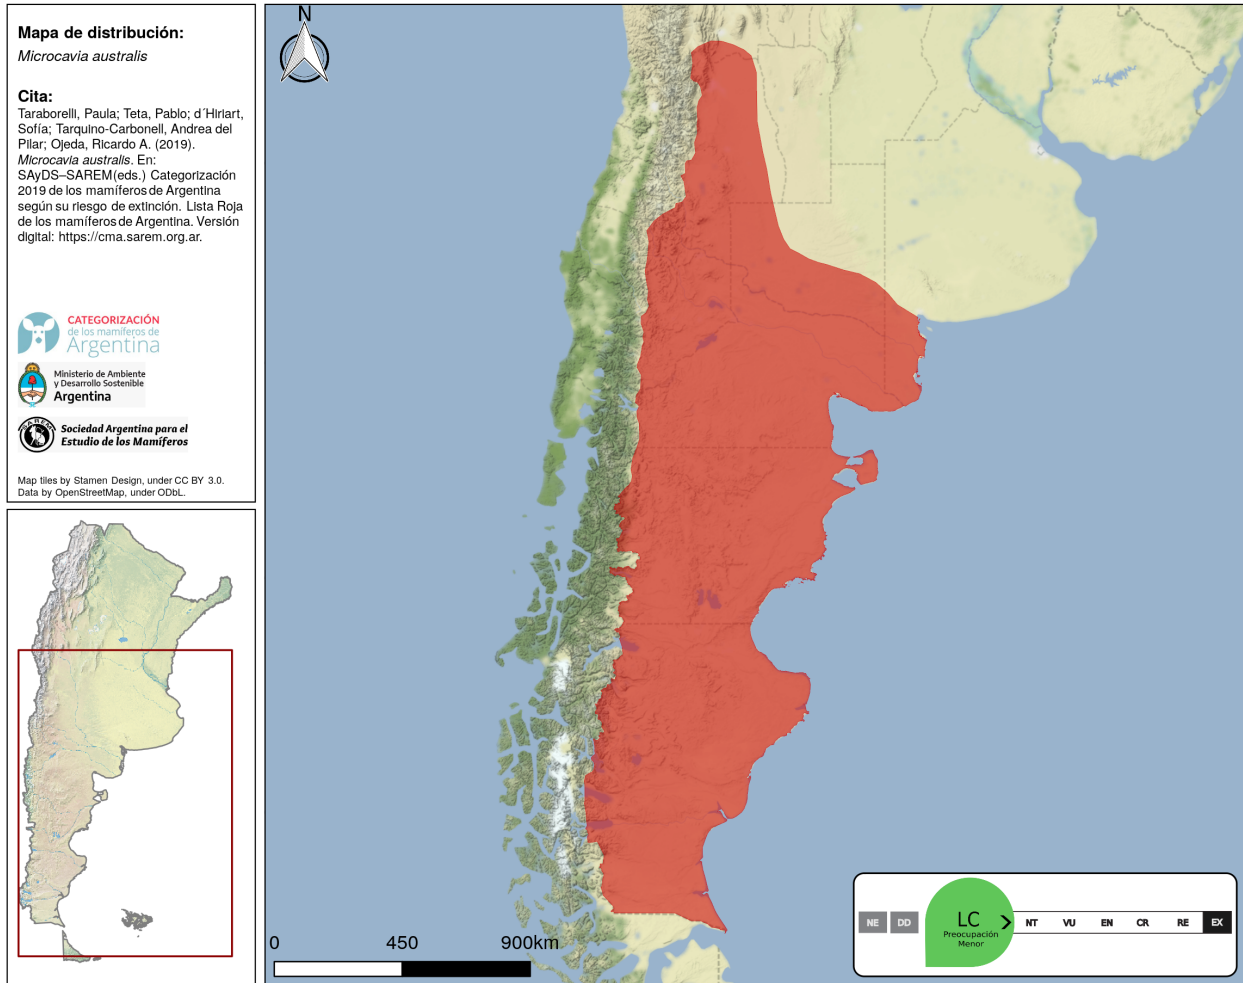 Mapa de distribución:
Microcavia australis
Cita:
Taraborelli, Paula; Teta, Pablo; d´Hiriart,
Sofía; Tarquino-Carbonell, Andrea del
Pilar; Ojeda, Ricardo A. (2019).
Microcavia australis. En:
SAyDS–SAREM(eds.) Categorización
2019 de los mamíferos de Argentina
según su riesgo de extinción. Lista Roja
de los mamíferos de Argentina. Versión
digital: https://cma.sarem.org.ar.
CATEGORIZACIÓN
de los mamíferos de
Argentina
Ministerio de Ambiente
y Desarrollo Sostenible
Argentina
SAREM
Sociedad Argentina para el
Estudio de los Mamíferos
Map tiles by Stamen Design, under CC BY 3.0.
Data by OpenStreetMap, under ODbL.
N
0 450 900km
NE DD LC NT VU EN CR RE EX
Preocupación
Menor